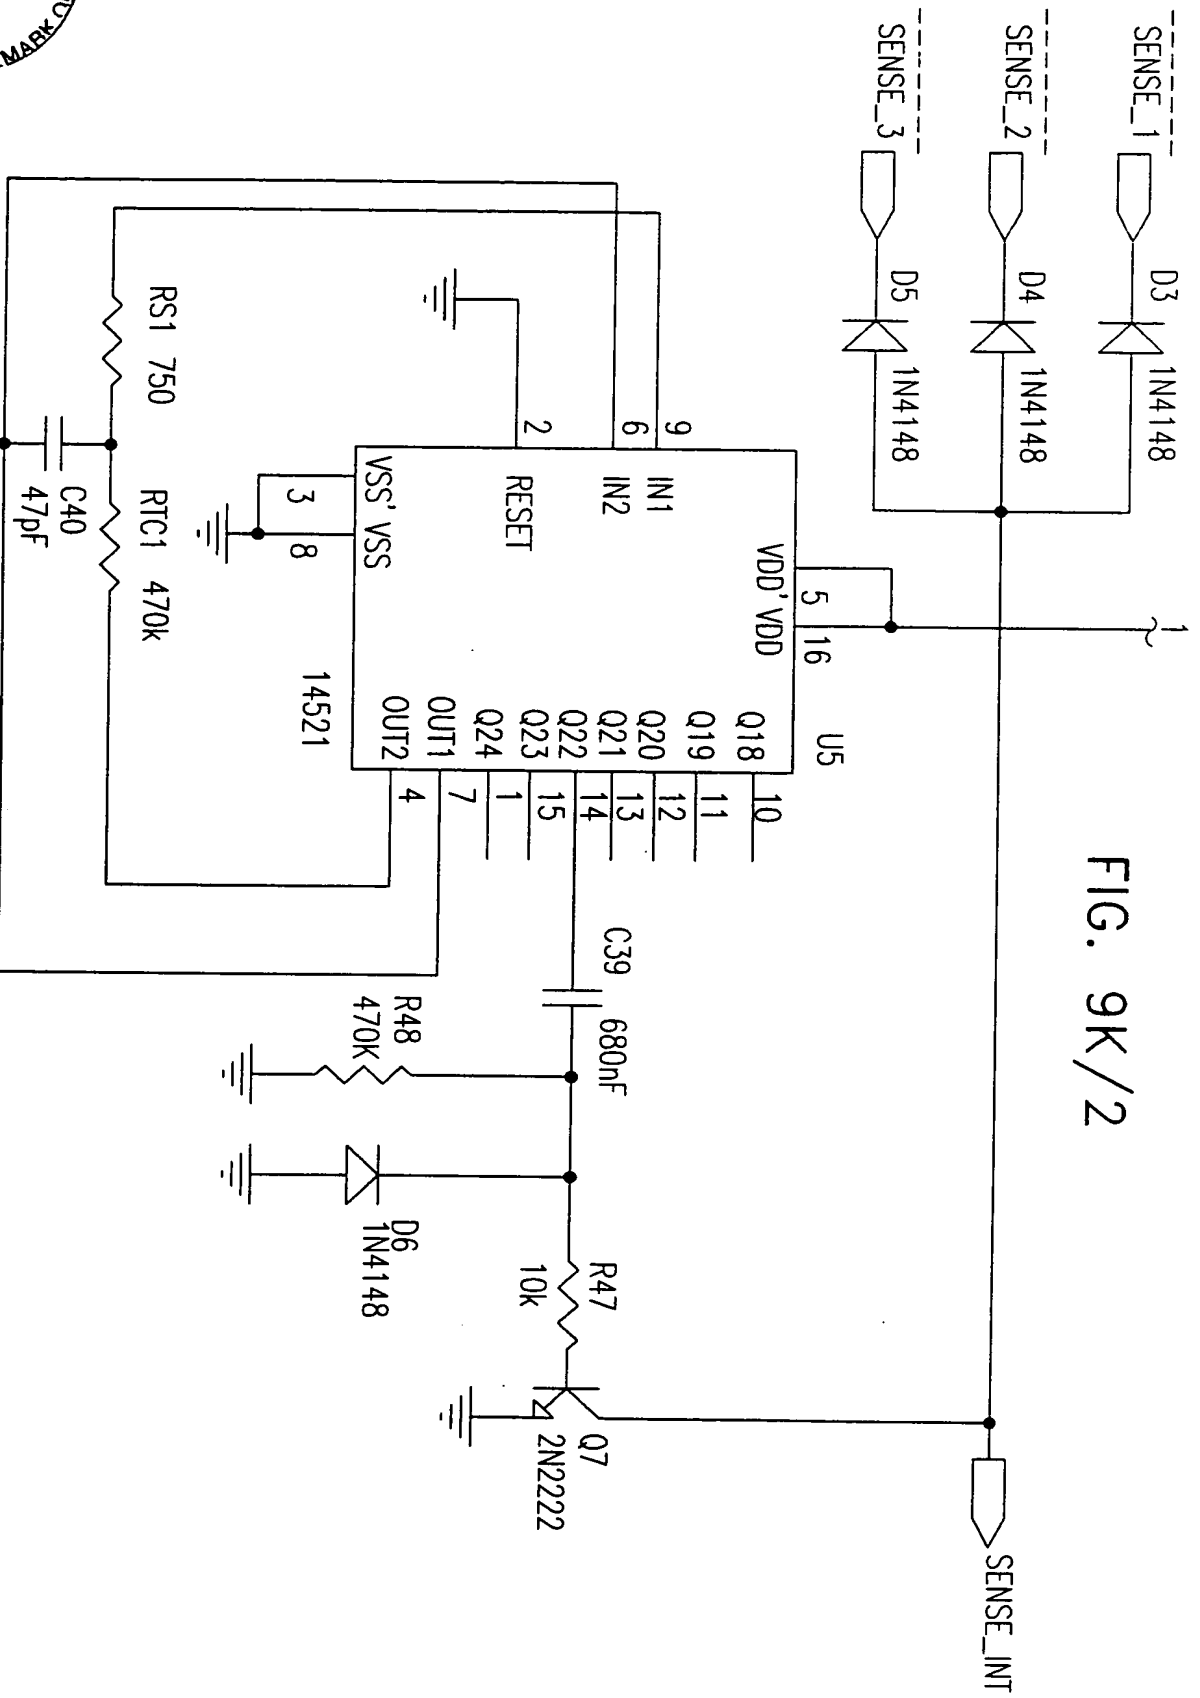 FIG. 9K/2
SENSE_1
D3
1N4148
SENSE_2
D4
1N4148
SENSE_3
D5
1N4148
1
SENSE_INT
U5
14521
9
IN1
6
IN2
2
RESET
VDD' VDD
5
16
VSS' VSS
3
8
Q18
10
Q19
11
Q20
12
Q21
13
Q22
14
Q23
15
Q24
1
OUT1
7
OUT2
4
RS1 750
RTC1 470k
C40
47pF
C39 680nF
R48
470K
D6
1N4148
R47
10k
Q7
2N2222